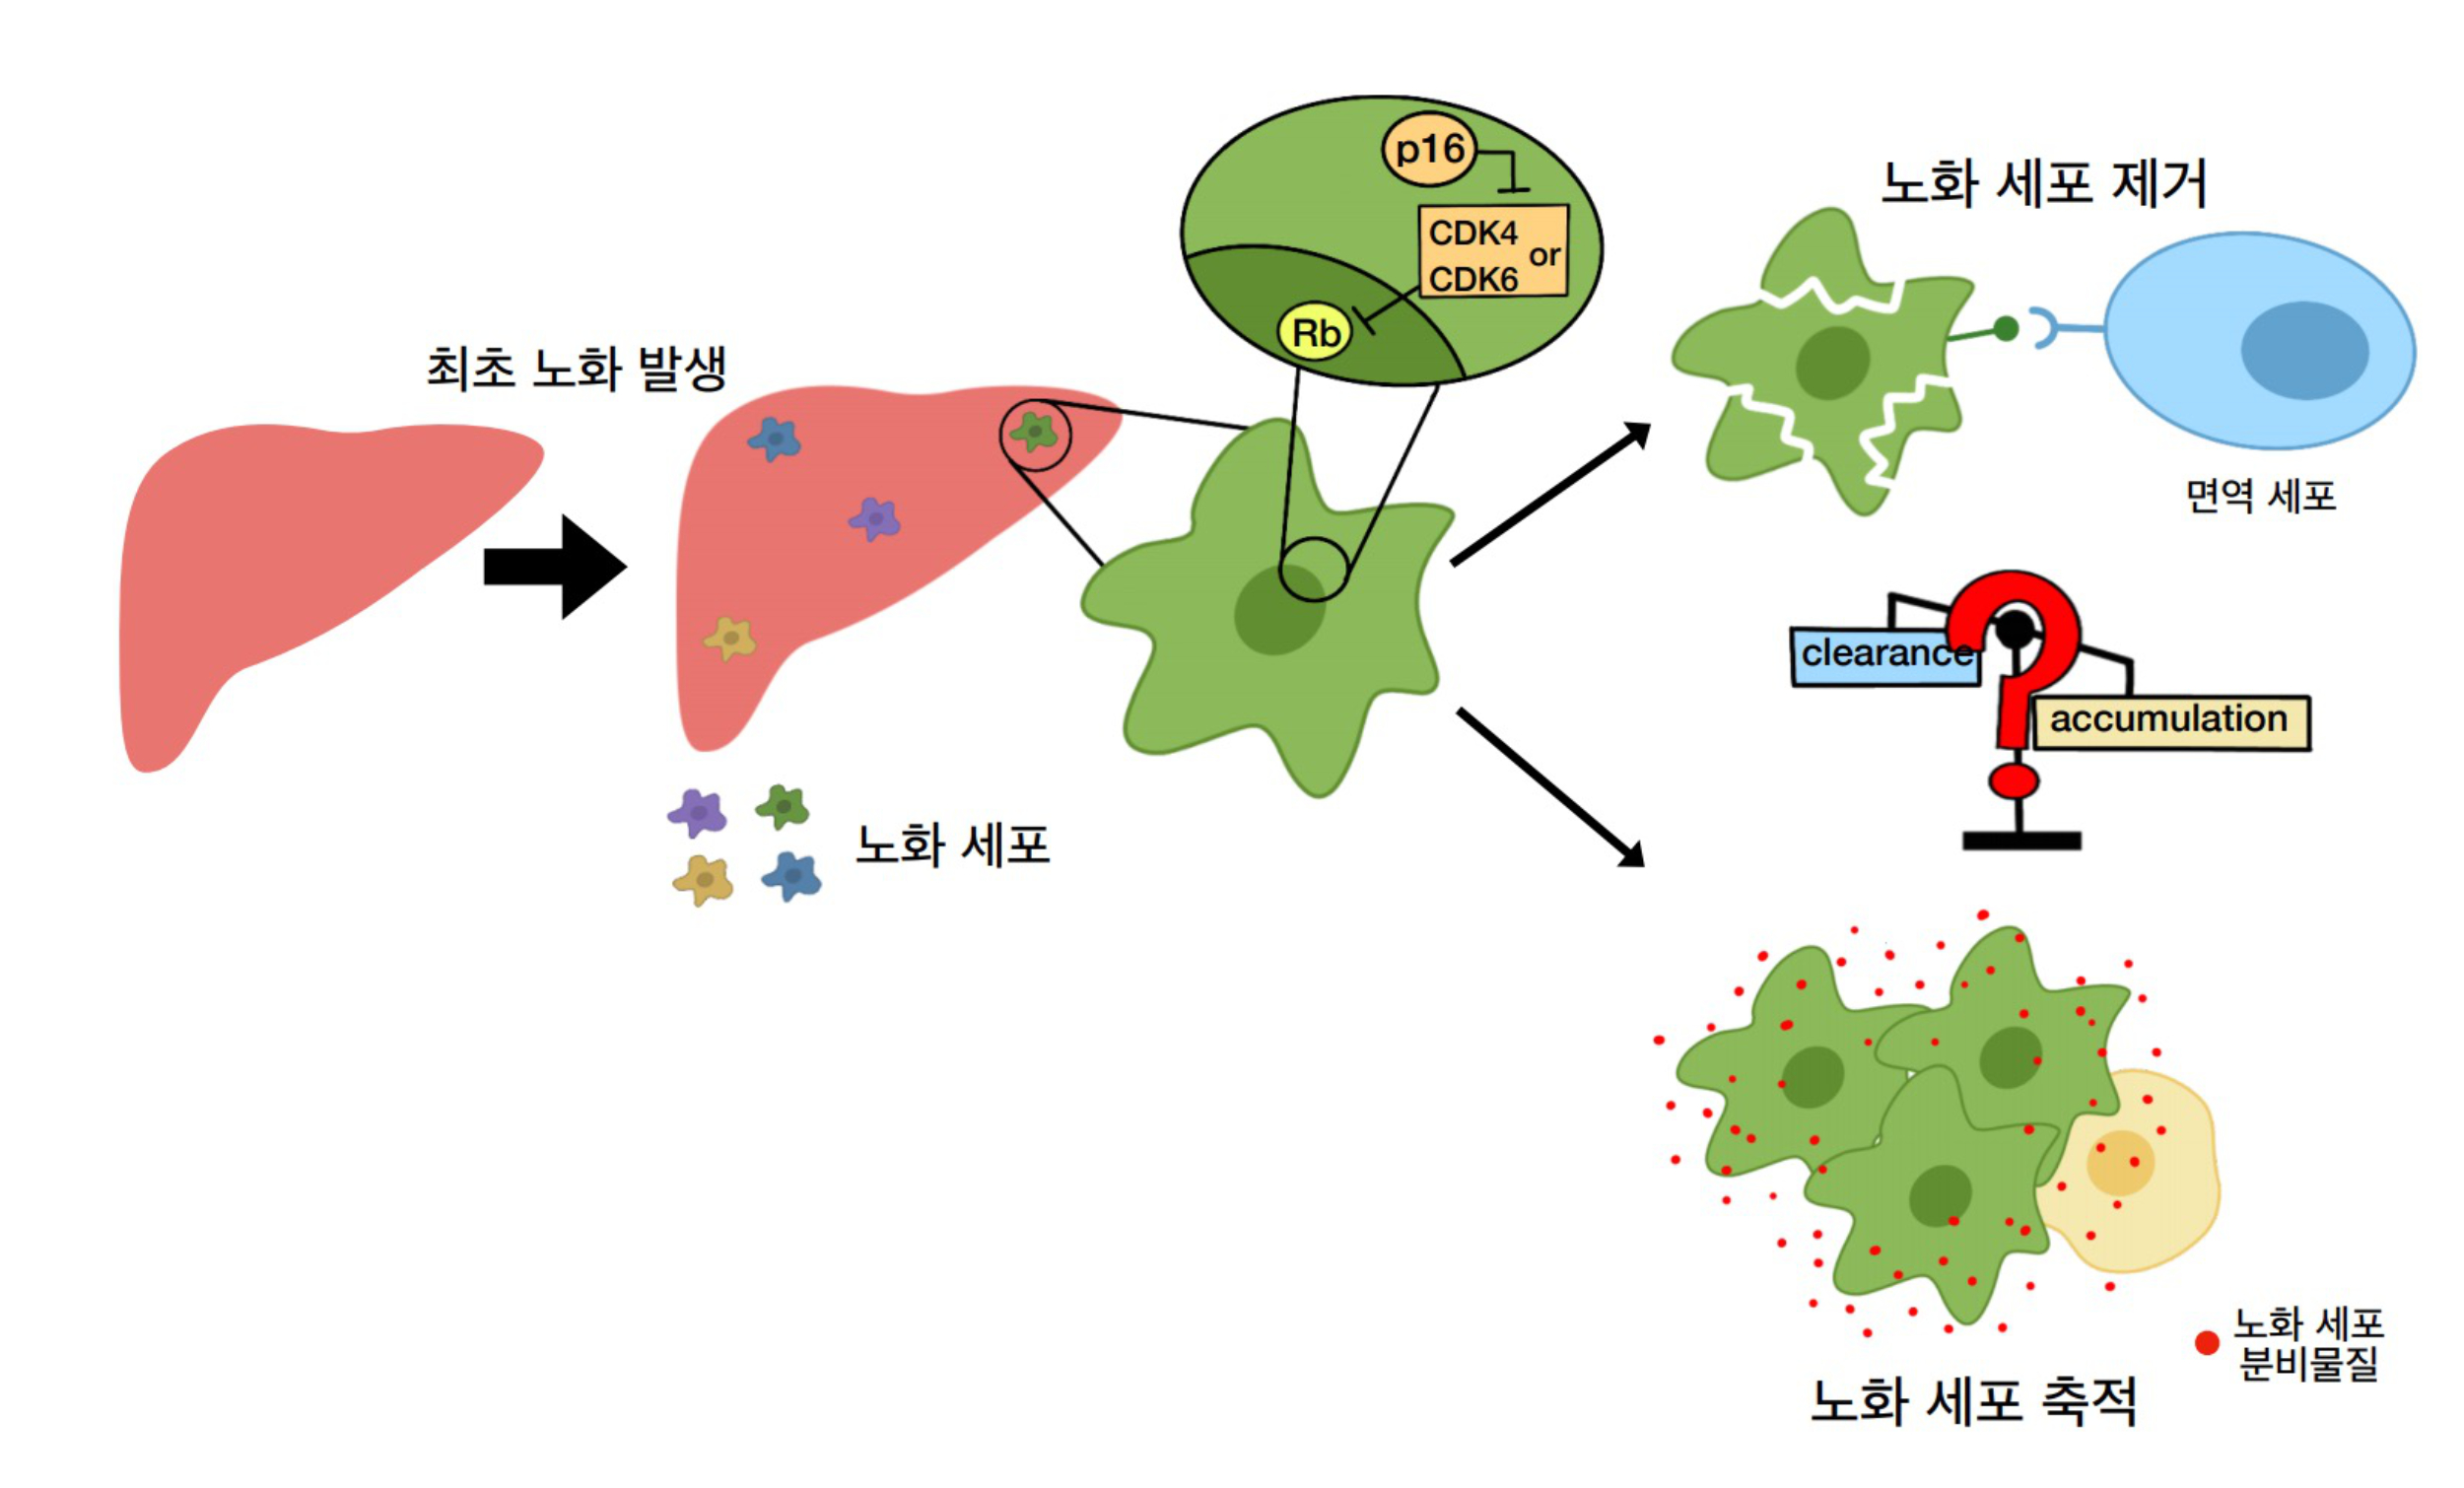 최초 노화 발생
노화 세포
p16
CDK4
or
CDK6
Rb
노화 세포 제거
면역 세포
clearance
accumulation
노화 세포
분비물질
노화 세포 축적